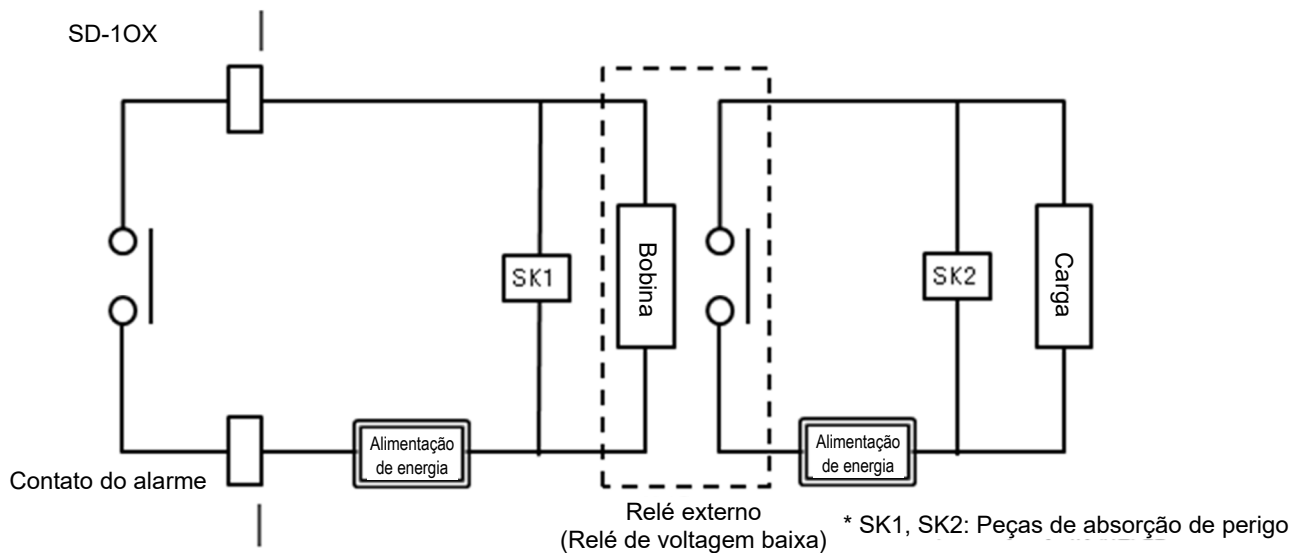 SD-1OX
SK1
Bobina
SK2
Carga
Alimentação
de energia
Alimentação
de energia
Contato do alarme
Relé externo
(Relé de voltagem baixa)
* SK1, SK2: Peças de absorção de perigo